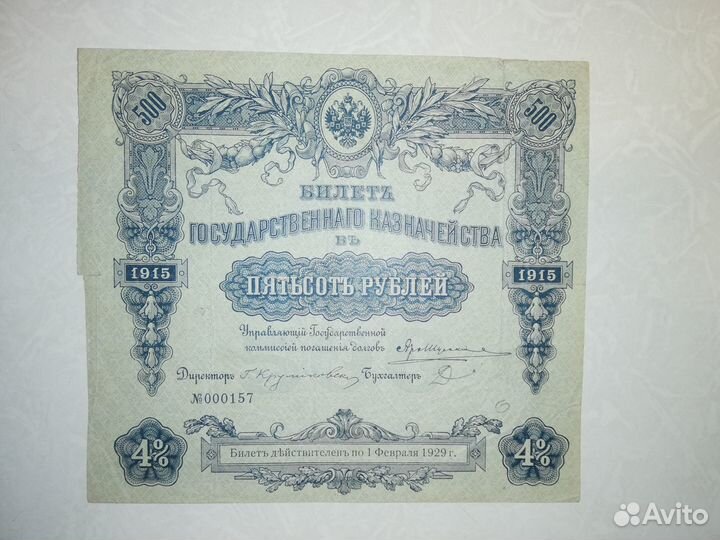 500 500
БИЛЕТЪ
ГОСУДАРСТВЕННАГО КАЗНАЧЕЙСТВА
ВЪ
1915 ПЯТЬСОТЪ РУБЛЕЙ 1915
Управляющій Государственной
коммиссіей погашенія долговъ
Директоръ Бухгалтеръ
№000157
4% Билетъ дѣйствителенъ по 1 Февраля 1929 г. 4%
Avito